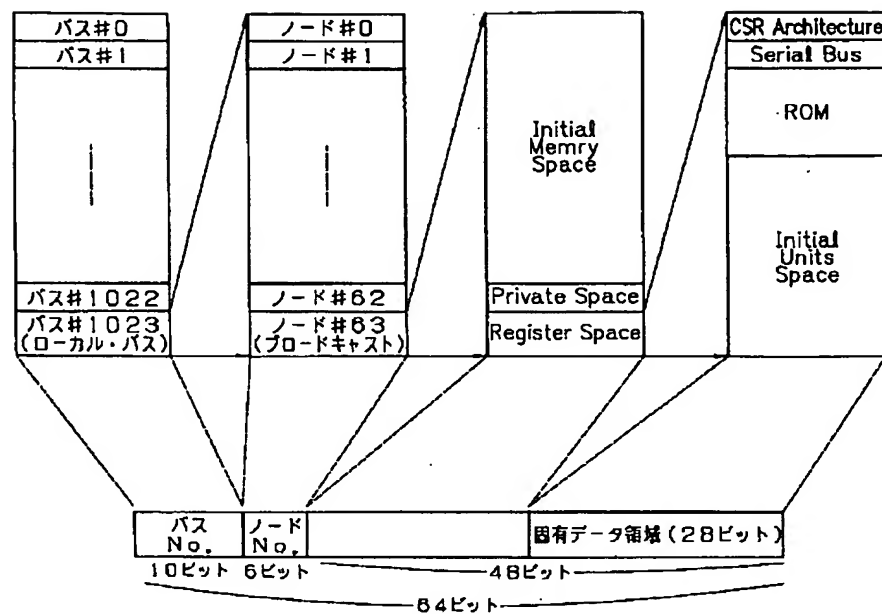 バス#0
バス#1
バス#1022
バス#1023
(ローカル・バス)
ノード#0
ノード#1
ノード#62
ノード#63
(ブロードキャスト)
Initial
Memry
Space
Private Space
Register Space
CSR Architecture
Serial Bus
ROM
Initial
Units
Space
バス
No.
ノード
No.
固有データ領域(28ビット)
10ビット
6ビット
48ビット
64ビット